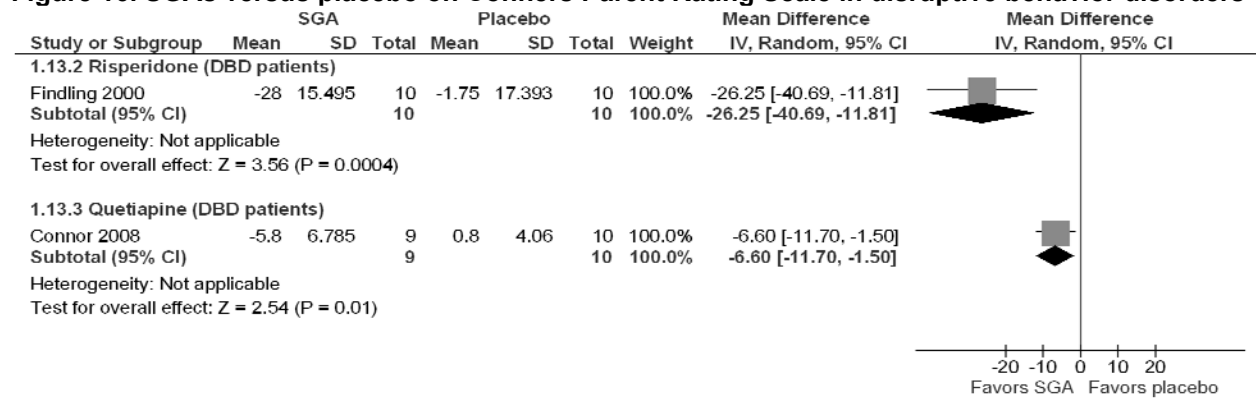 Figure 10. SGAs versus placebo on Conners Parent Rating Scale in disruptive behavior disorders
SGA Placebo Mean Difference Mean Difference
Study or Subgroup Mean SD Total Mean SD Total Weight IV, Random, 95% CI IV, Random, 95% CI
1.13.2 Risperidone (DBD patients)
Findling 2000 -28 15.495 10 -1.75 17.393 10 100.0% -26.25 [-40.69, -11.81]
Subtotal (95% CI) 10 10 100.0% -26.25 [-40.69, -11.81]
Heterogeneity: Not applicable
Test for overall effect: Z = 3.56 (P = 0.0004)
1.13.3 Quetiapine (DBD patients)
Connor 2008 -5.8 6.785 9 0.8 4.06 10 100.0% -6.60 [-11.70, -1.50]
Subtotal (95% CI) 9 10 100.0% -6.60 [-11.70, -1.50]
Heterogeneity: Not applicable
Test for overall effect: Z = 2.54 (P = 0.01)
-20 -10 0 10 20
Favors SGA Favors placebo